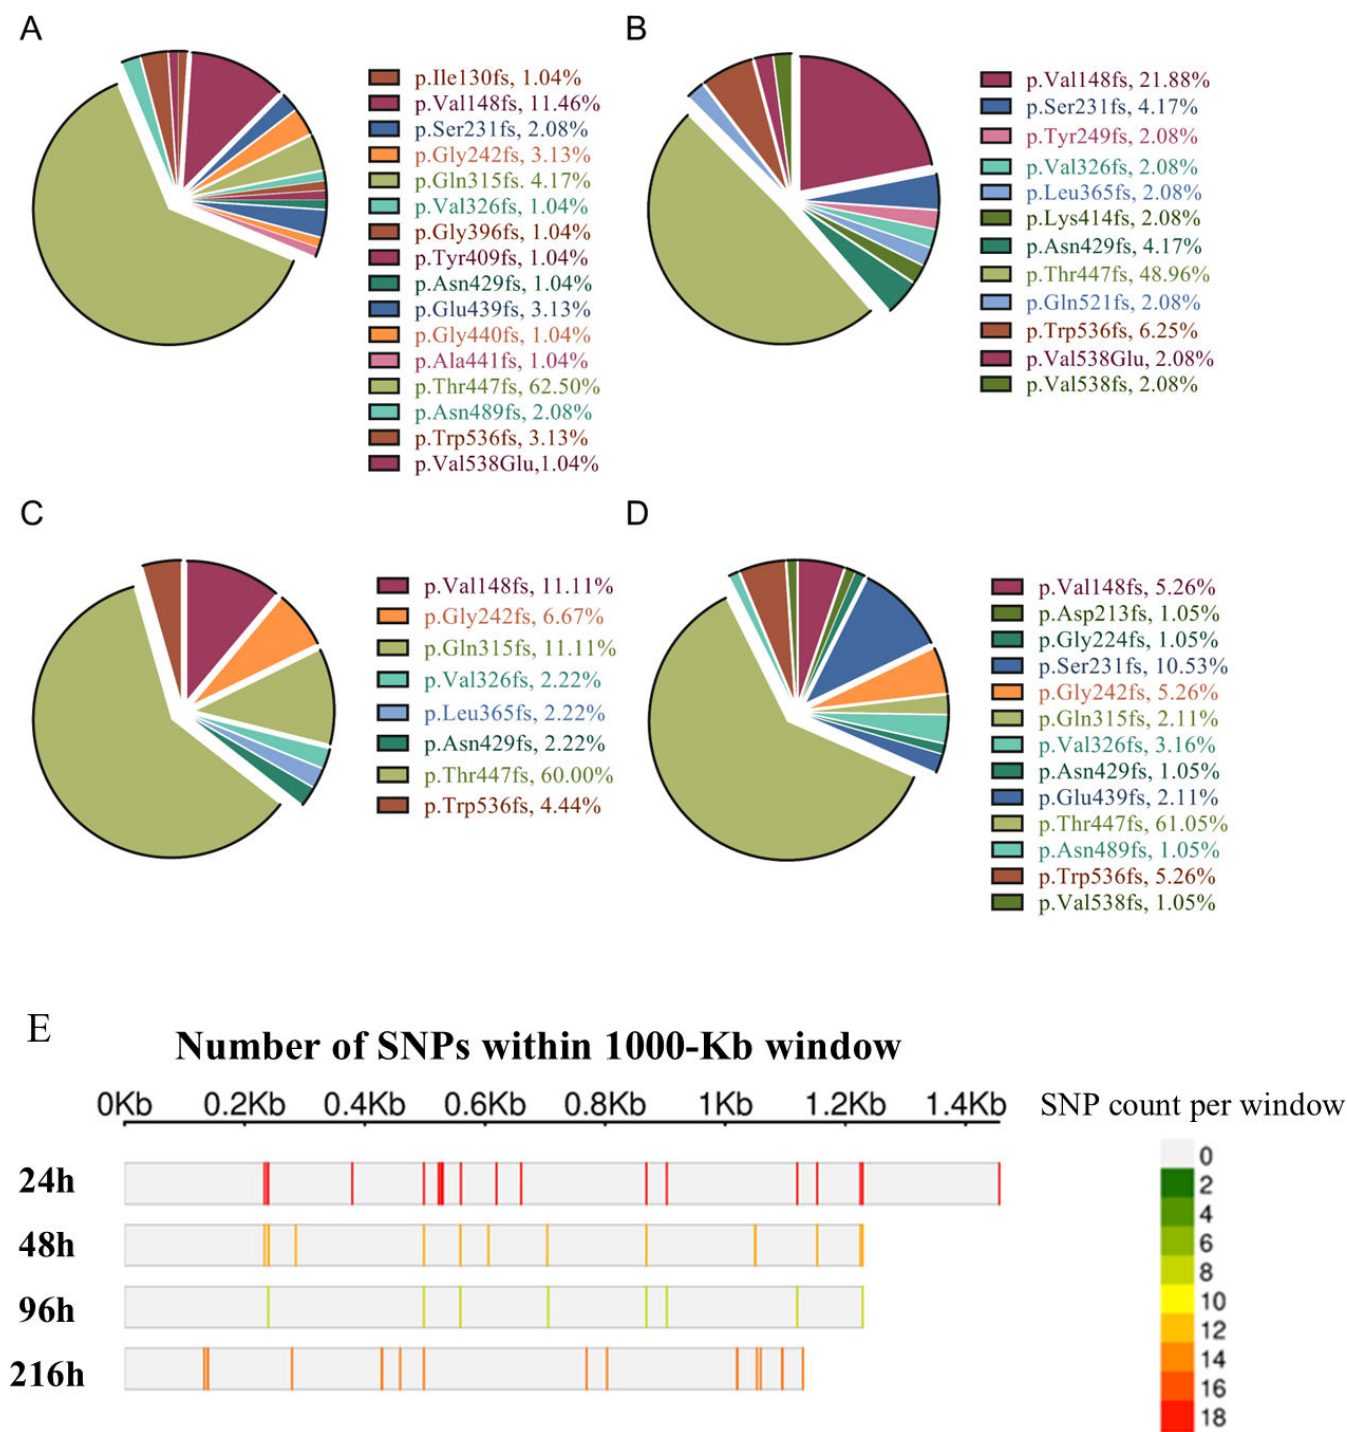 A
p.Ile130fs, 1.04%
p.Val148fs, 11.46%
p.Ser231fs, 2.08%
p.Gly242fs, 3.13%
p.Gln315fs. 4.17%
p.Val326fs, 1.04%
p.Gly396fs, 1.04%
p.Tyr409fs, 1.04%
p.Asn429fs, 1.04%
p.Glu439fs, 3.13%
p.Gly440fs, 1.04%
p.Ala441fs, 1.04%
p.Thr447fs, 62.50%
p.Asn489fs, 2.08%
p.Trp536fs, 3.13%
p.Val538Glu,1.04%
B
p.Val148fs, 21.88%
p.Ser231fs, 4.17%
p.Tyr249fs, 2.08%
p.Val326fs, 2.08%
p.Leu365fs, 2.08%
p.Lys414fs, 2.08%
p.Asn429fs, 4.17%
p.Thr447fs, 48.96%
p.Gln521fs, 2.08%
p.Trp536fs, 6.25%
p.Val538Glu, 2.08%
p.Val538fs, 2.08%
C
p.Val148fs, 11.11%
p.Gly242fs, 6.67%
p.Gln315fs, 11.11%
p.Val326fs, 2.22%
p.Leu365fs, 2.22%
p.Asn429fs, 2.22%
p.Thr447fs, 60.00%
p.Trp536fs, 4.44%
D
p.Val148fs, 5.26%
p.Asp213fs, 1.05%
p.Gly224fs, 1.05%
p.Ser231fs, 10.53%
p.Gly242fs, 5.26%
p.Gln315fs, 2.11%
p.Val326fs, 3.16%
p.Asn429fs, 1.05%
p.Glu439fs, 2.11%
p.Thr447fs, 61.05%
p.Asn489fs, 1.05%
p.Trp536fs, 5.26%
p.Val538fs, 1.05%
E
Number of SNPs within 1000-Kb window
0Kb 0.2Kb 0.4Kb 0.6Kb 0.8Kb 1Kb 1.2Kb 1.4Kb
24h
48h
96h
216h
SNP count per window
0
2
4
6
8
10
12
14
16
18